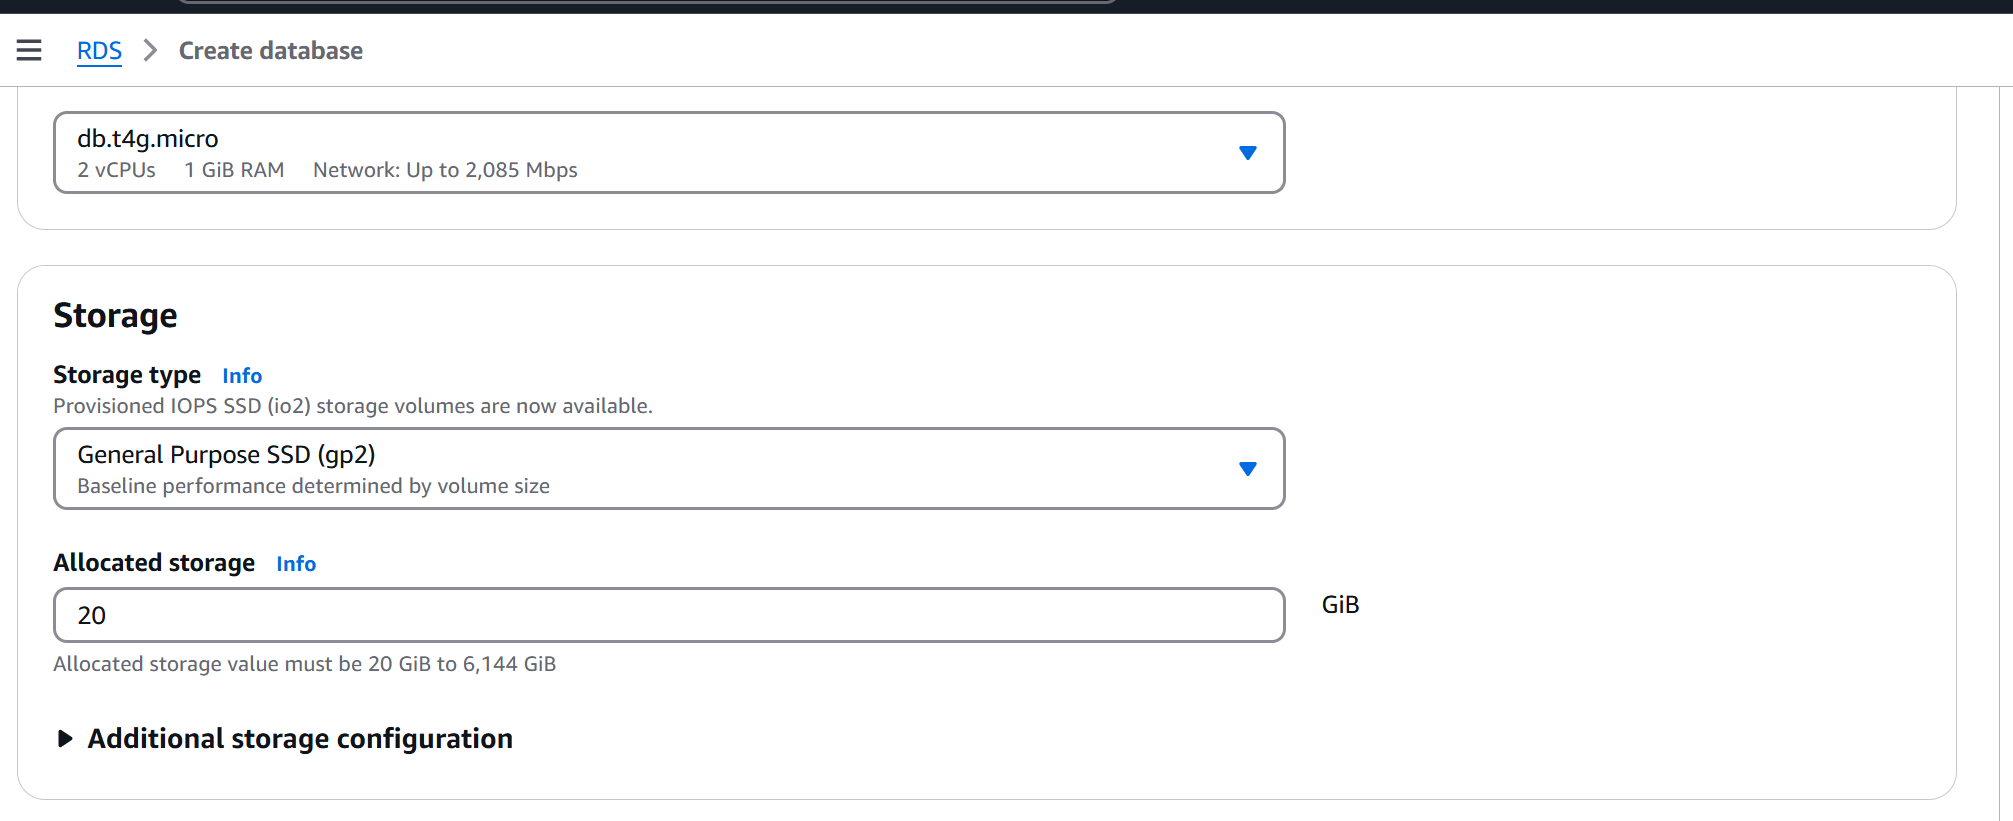 RDS > Create database
db.t4g.micro
2 vCPUs 1 GiB RAM Network: Up to 2,085 Mbps
Storage
Storage type Info
Provisioned IOPS SSD (io2) storage volumes are now available.
General Purpose SSD (gp2)
Baseline performance determined by volume size
Allocated storage Info
20 GiB
Allocated storage value must be 20 GiB to 6,144 GiB
Additional storage configuration